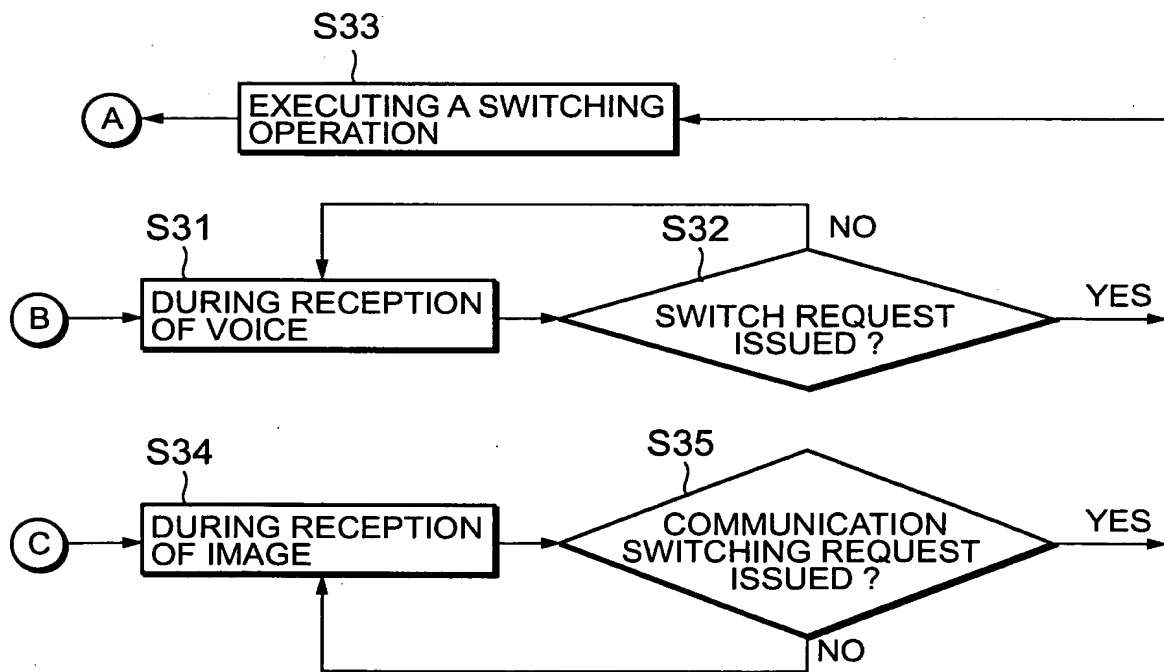 S33
A
EXECUTING A SWITCHING
OPERATION
S31
S32
NO
B
DURING RECEPTION
OF VOICE
SWITCH REQUEST
ISSUED ?
YES
S34
S35
C
DURING RECEPTION
OF IMAGE
COMMUNICATION
SWITCHING REQUEST
ISSUED ?
YES
NO